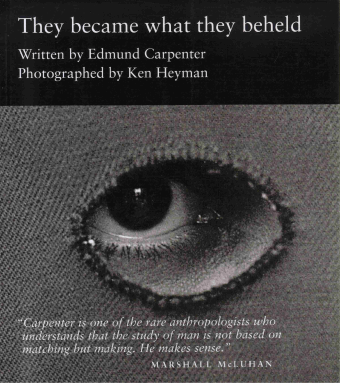 They became what they beheld
Written by Edmund Carpenter
Photographed by Ken Heyman
“Carpenter is one of the rare anthropologists who
understands that the study of man is not based on
matching but making. He makes sense.”
MARSHALL McLUHAN